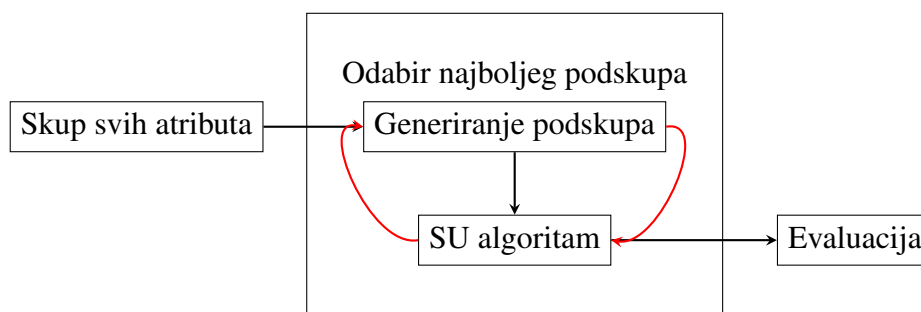 Odabir najboljeg podskupa
Skup svih atributa
Generiranje podskupa
SU algoritam
Evaluacija